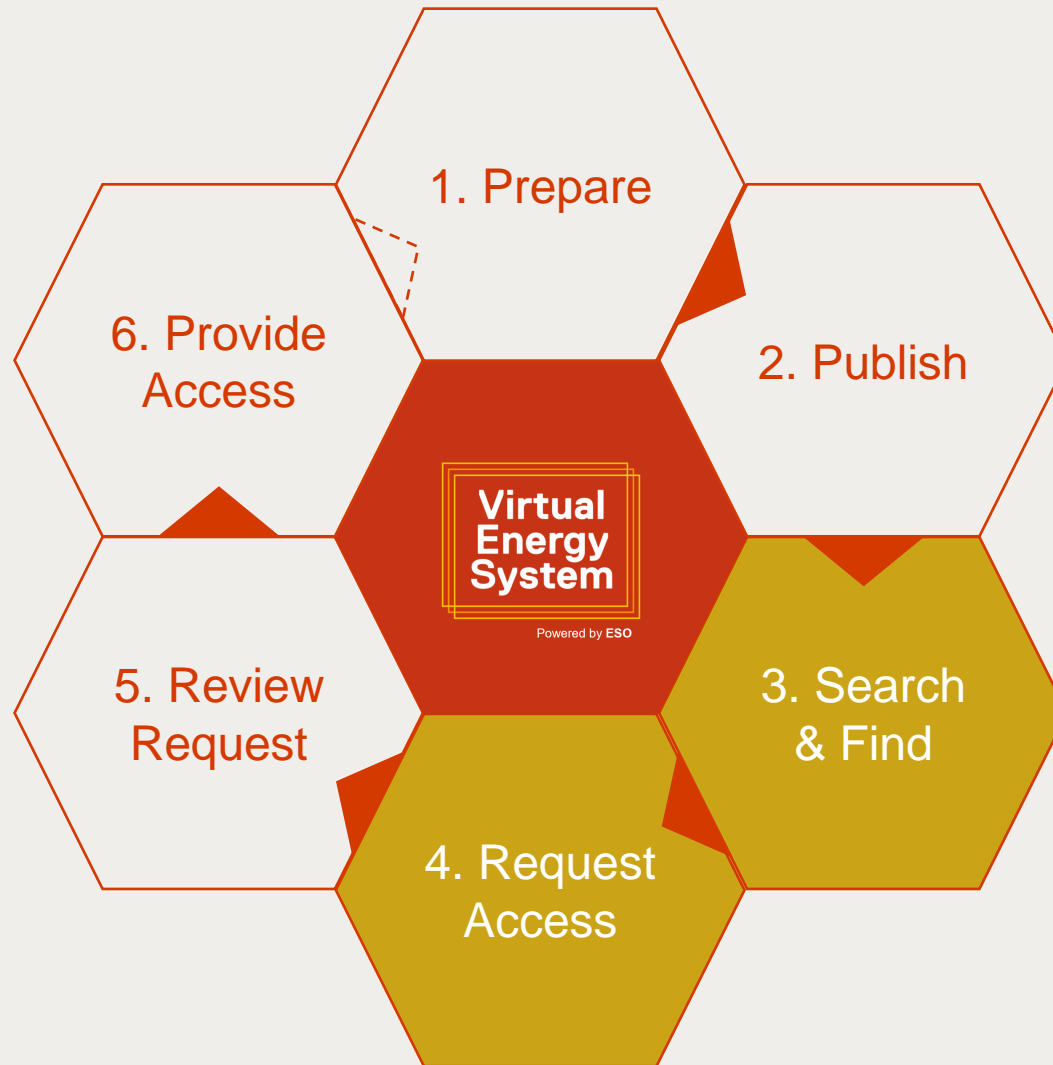 1. Prepare
2. Publish
3. Search
& Find
4. Request
Access
5. Review
Request
6. Provide
Access
Virtual
Energy
System
Powered by ESO